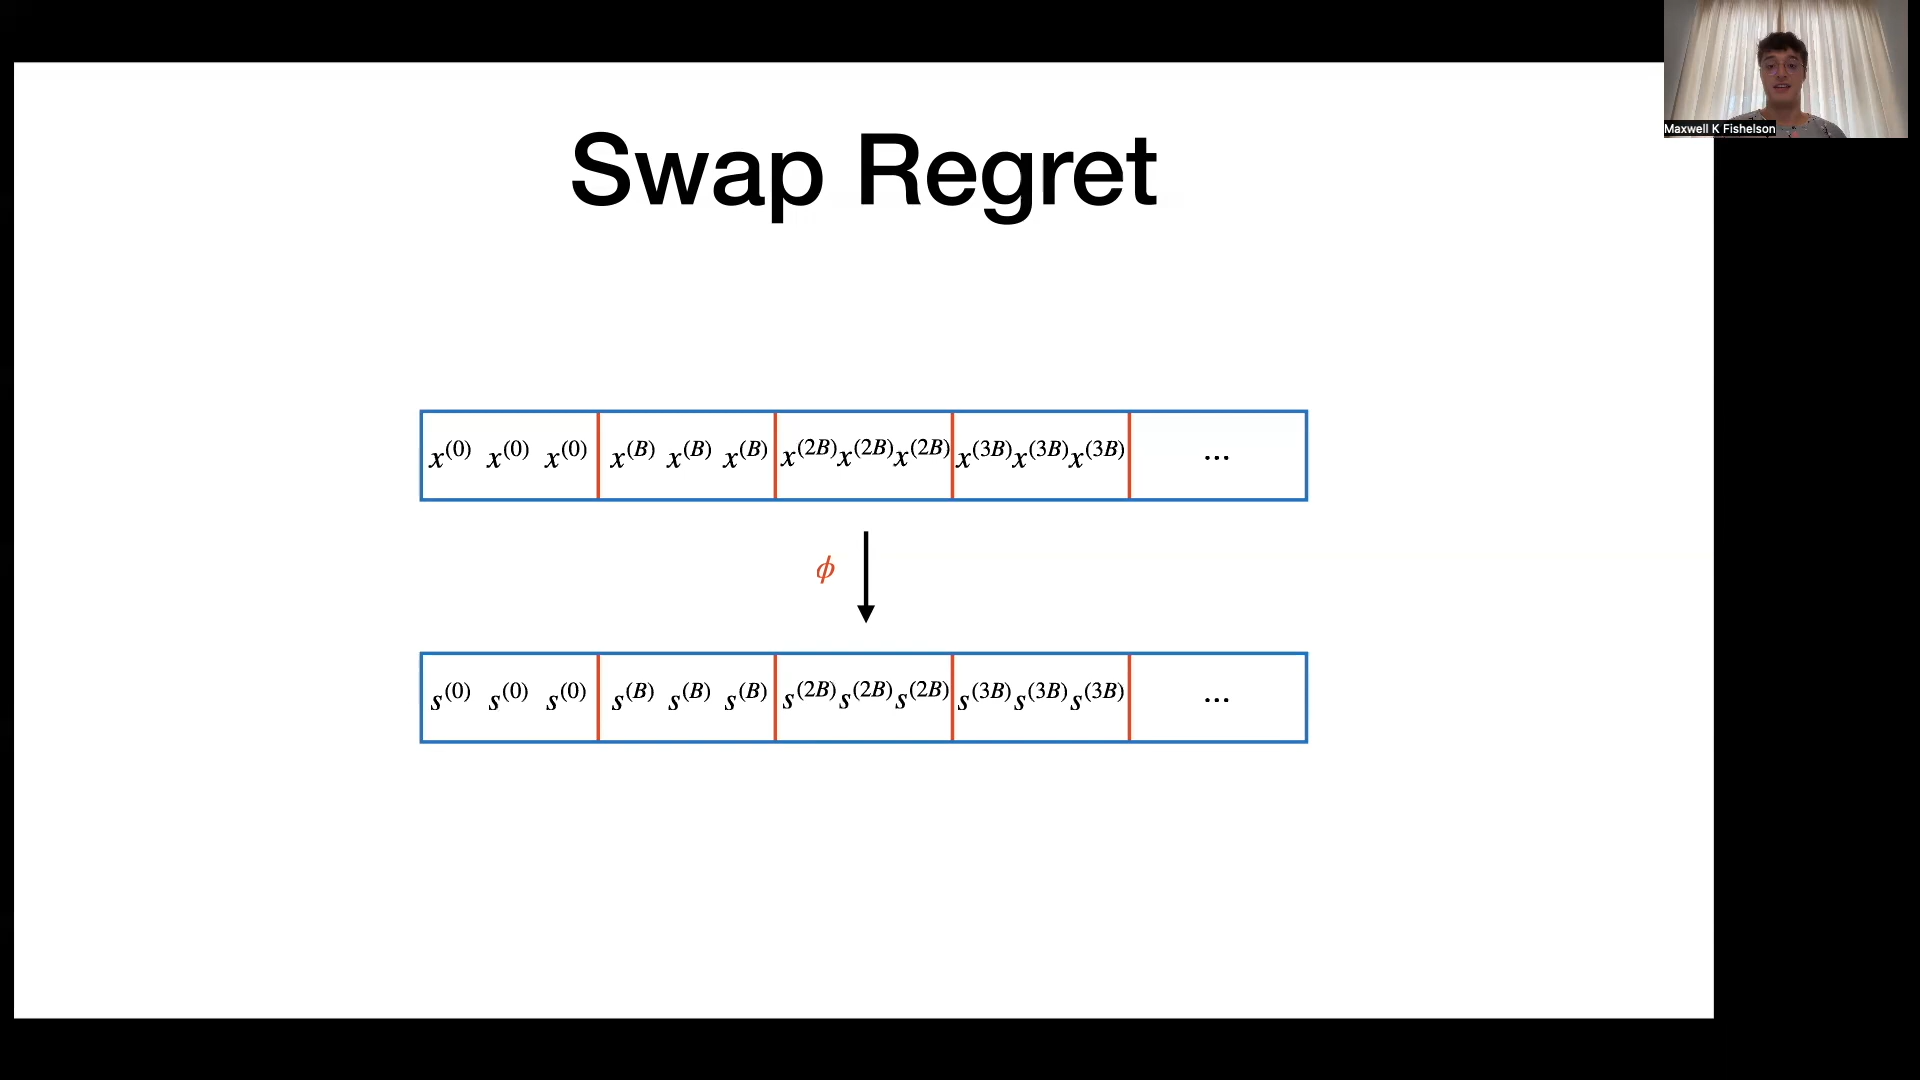 Maxwell K Fishelson
Swap Regret
x^(0) x^(0) x^(0) x^(B) x^(B) x^(B) x^(2B) x^(2B) x^(2B) x^(3B) x^(3B) x^(3B) ...
ϕ
s^(0) s^(0) s^(0) s^(B) s^(B) s^(B) s^(2B) s^(2B) s^(2B) s^(3B) s^(3B) s^(3B) ...